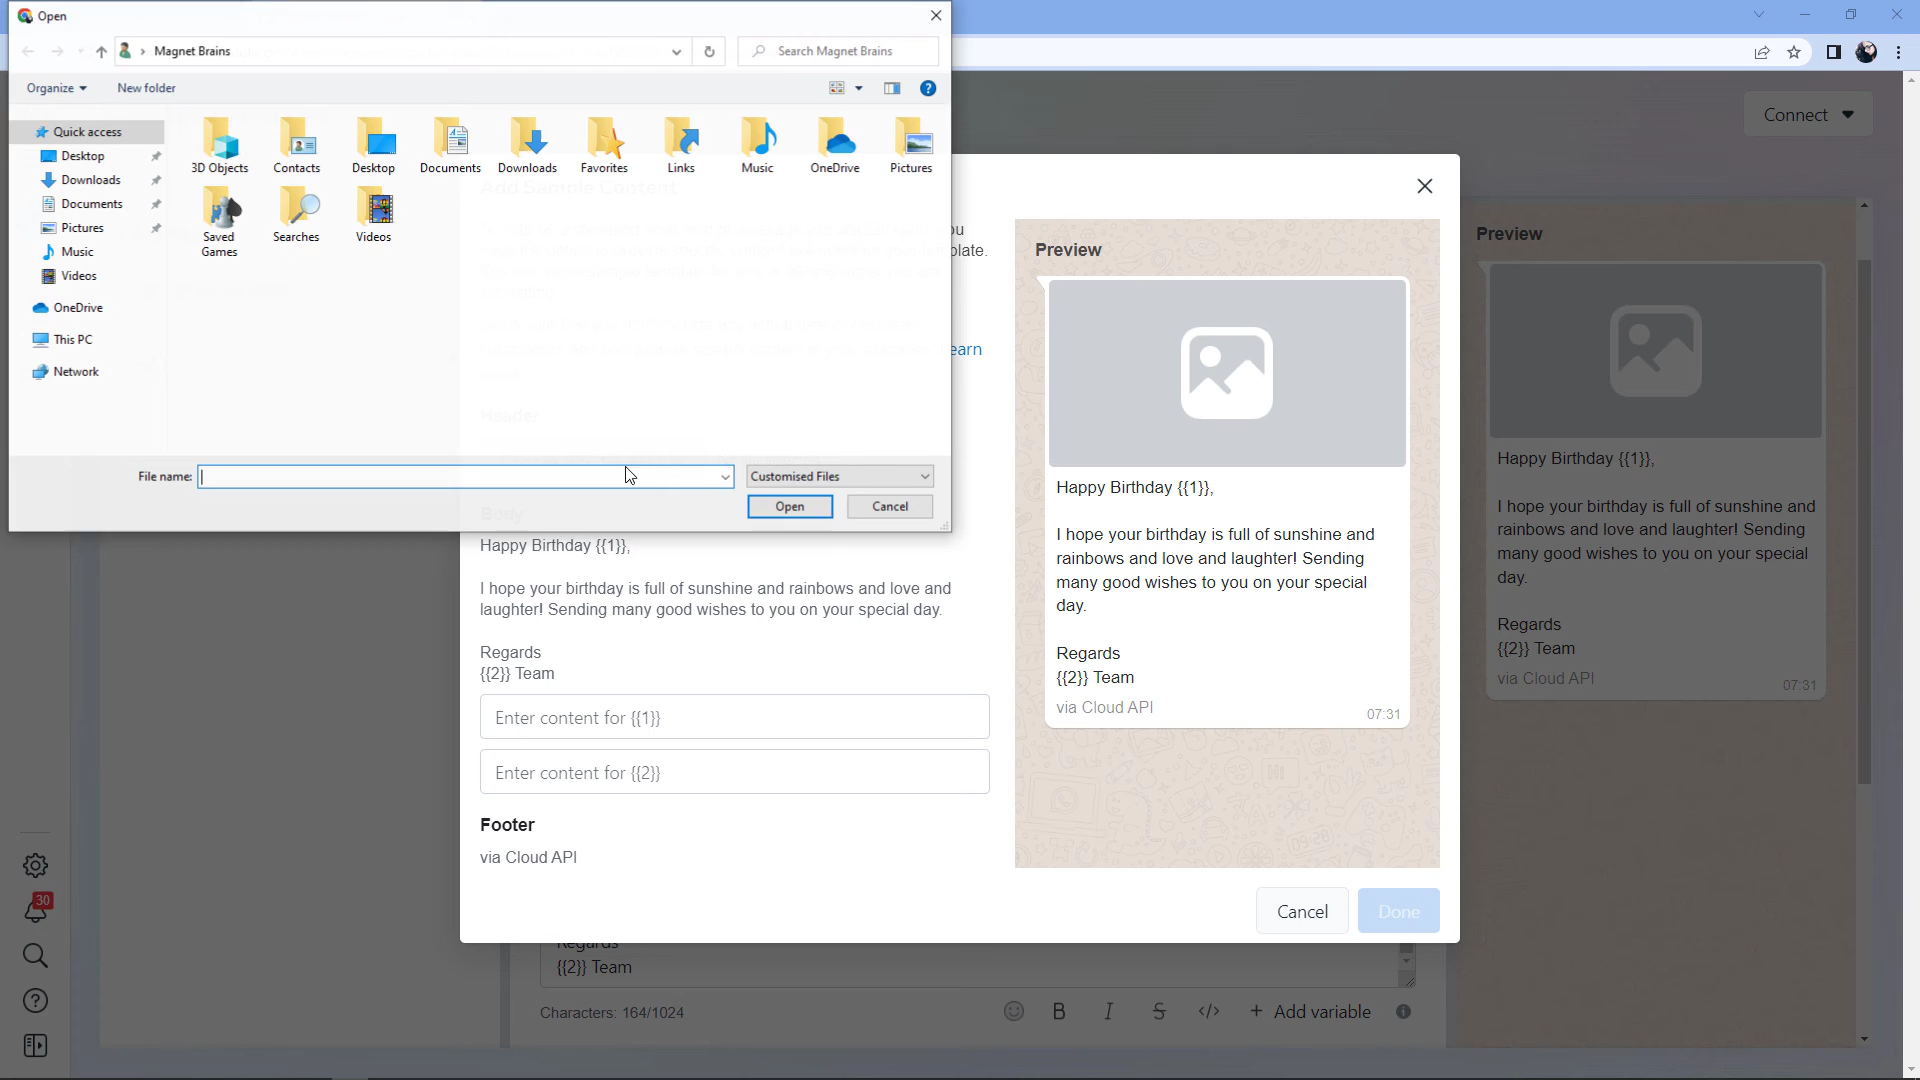 Open
Magnet Brains
Search Magnet Brains
Organize
New folder
Quick access
Desktop
Downloads
Documents
Pictures
Music
Videos
OneDrive
This PC
Network
3D Objects
Contacts
Desktop
Documents
Downloads
Favorites
Links
Music
OneDrive
Pictures
Saved
Games
Searches
Videos
File name:
Customised Files
Open
Cancel
Connect
Add Sample Content
plate.
earn
Header
Body
Happy Birthday {{1}},
I hope your birthday is full of sunshine and rainbows and love and
laughter! Sending many good wishes to you on your special day.
Regards
{{2}} Team
Enter content for {{1}}
Enter content for {{2}}
Footer
via Cloud API
Preview
Happy Birthday {{1}},
I hope your birthday is full of sunshine and
rainbows and love and laughter! Sending
many good wishes to you on your special
day.
Regards
{{2}} Team
via Cloud API
07:31
Cancel
Done
Preview
Happy Birthday {{1}},
I hope your birthday is full of sunshine and
rainbows and love and laughter! Sending
many good wishes to you on your special
day.
Regards
{{2}} Team
via Cloud API
07:31
30
Regards
{{2}} Team
Characters: 164/1024
B
I
S
</>
+ Add variable